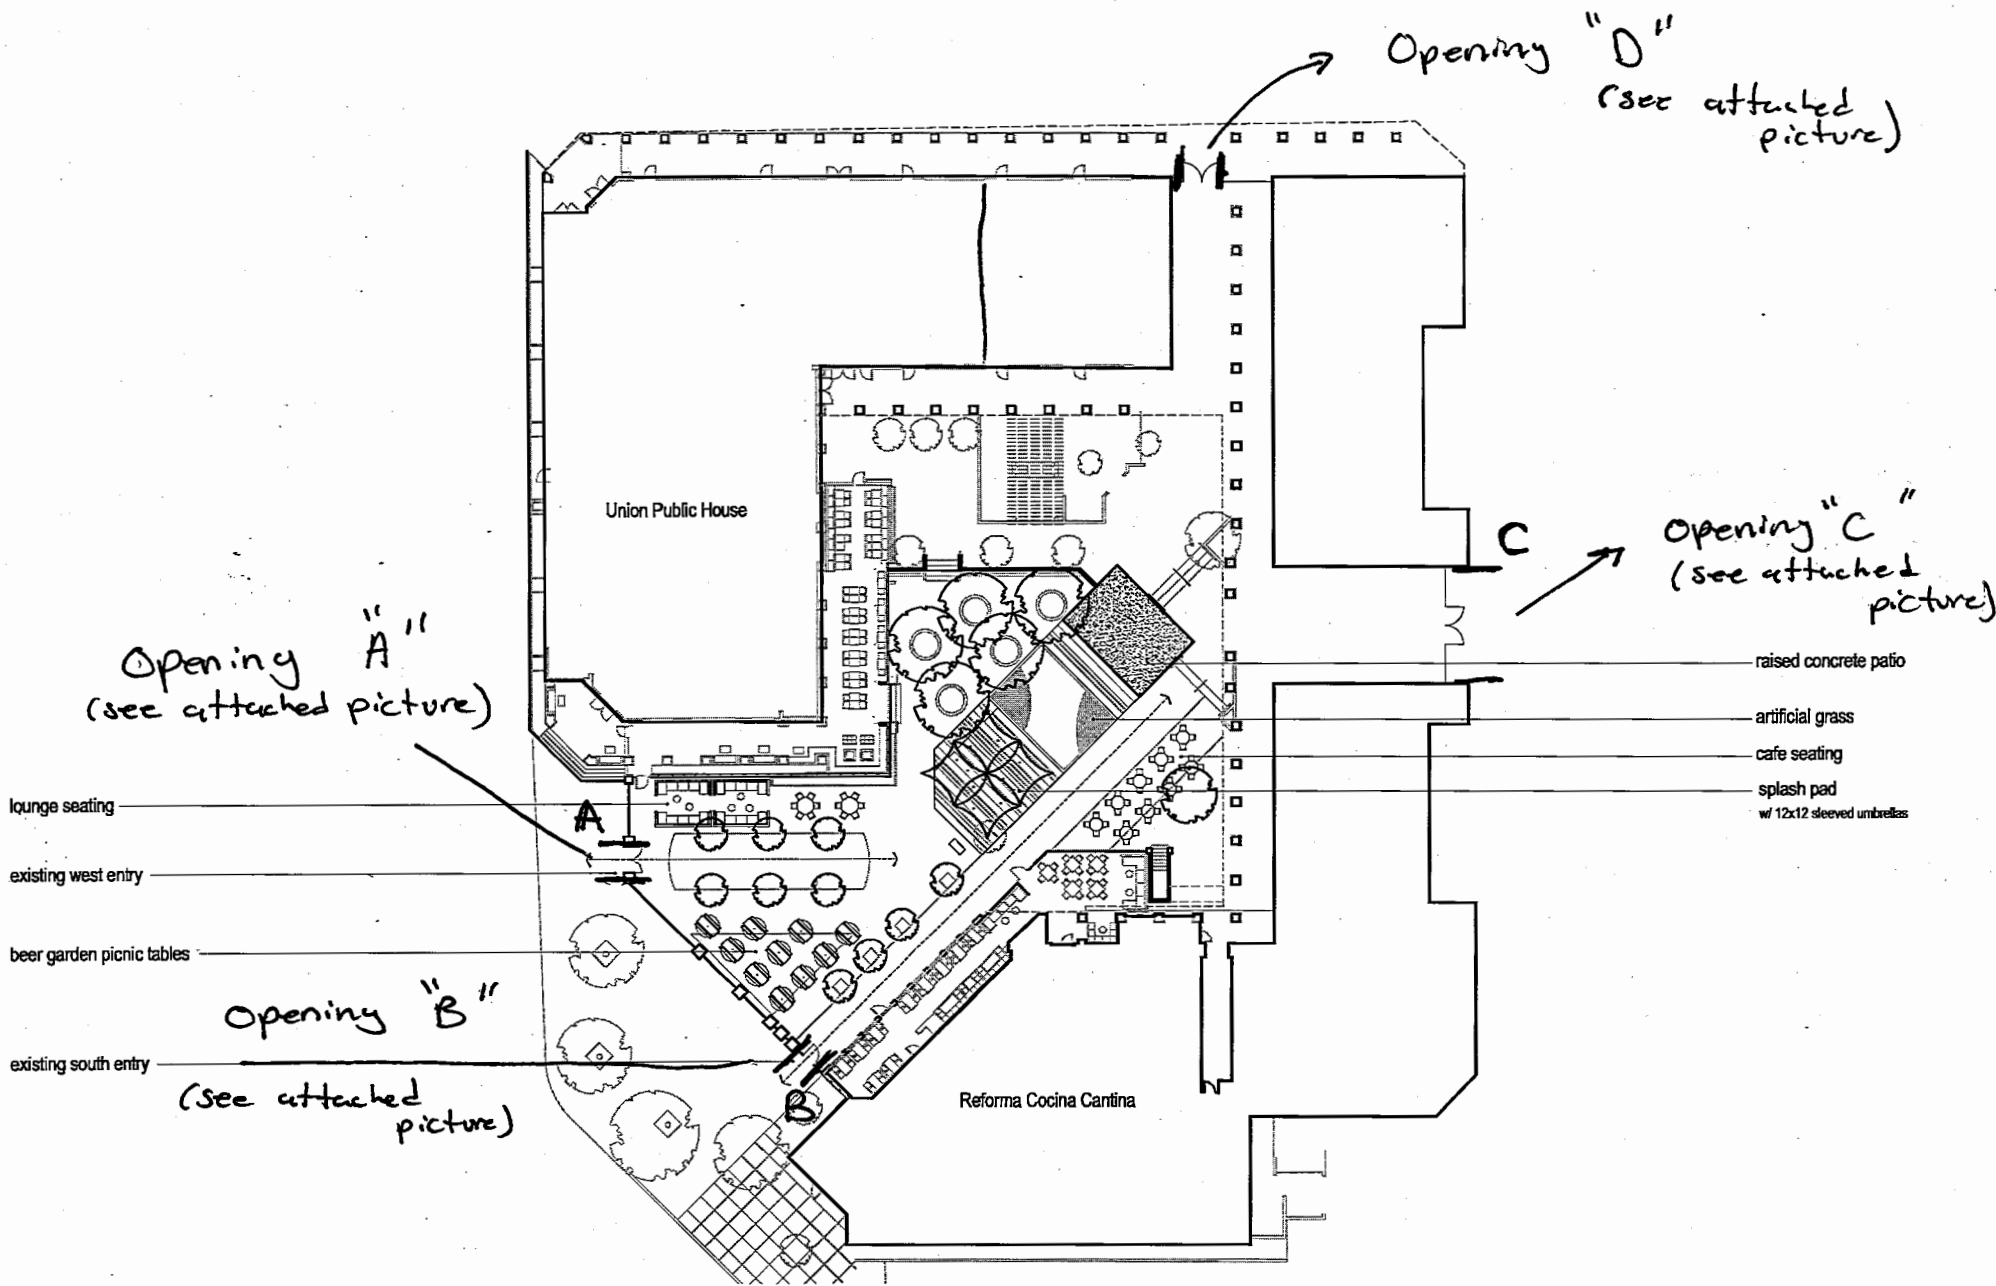 Opening "D"
(see attached
picture)
Union Public House
C
Opening "C"
(see attached
picture)
Opening "A"
(see attached picture)
raised concrete patio
artificial grass
cafe seating
splash pad
w/ 12x12 sleeved umbrellas
lounge seating
A
existing west entry
beer garden picnic tables
Opening "B"
existing south entry
(see attached
picture)
B
Reforma Cocina Cantina